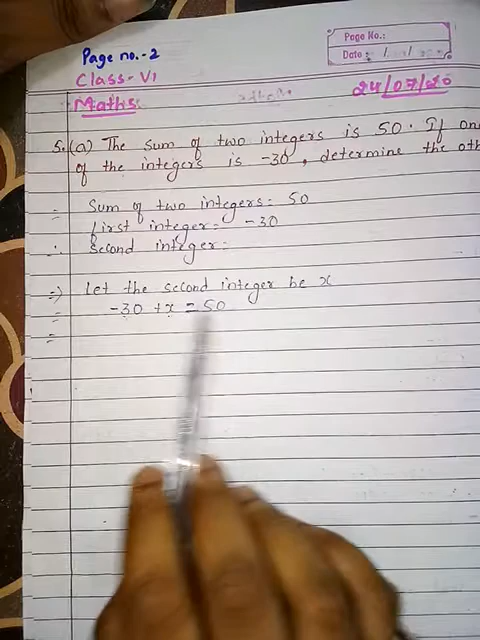 Page No.:
Date:
Page no.-2
Class-VI
24/07/20
Maths
5.(a) The sum of two integers is 50. If one
of the integers is -30, determine the oth
= Sum of two integers= 50
First integer= -30
∴ Second integer=
=) Let the second integer be x
= -30 + x = 50
=